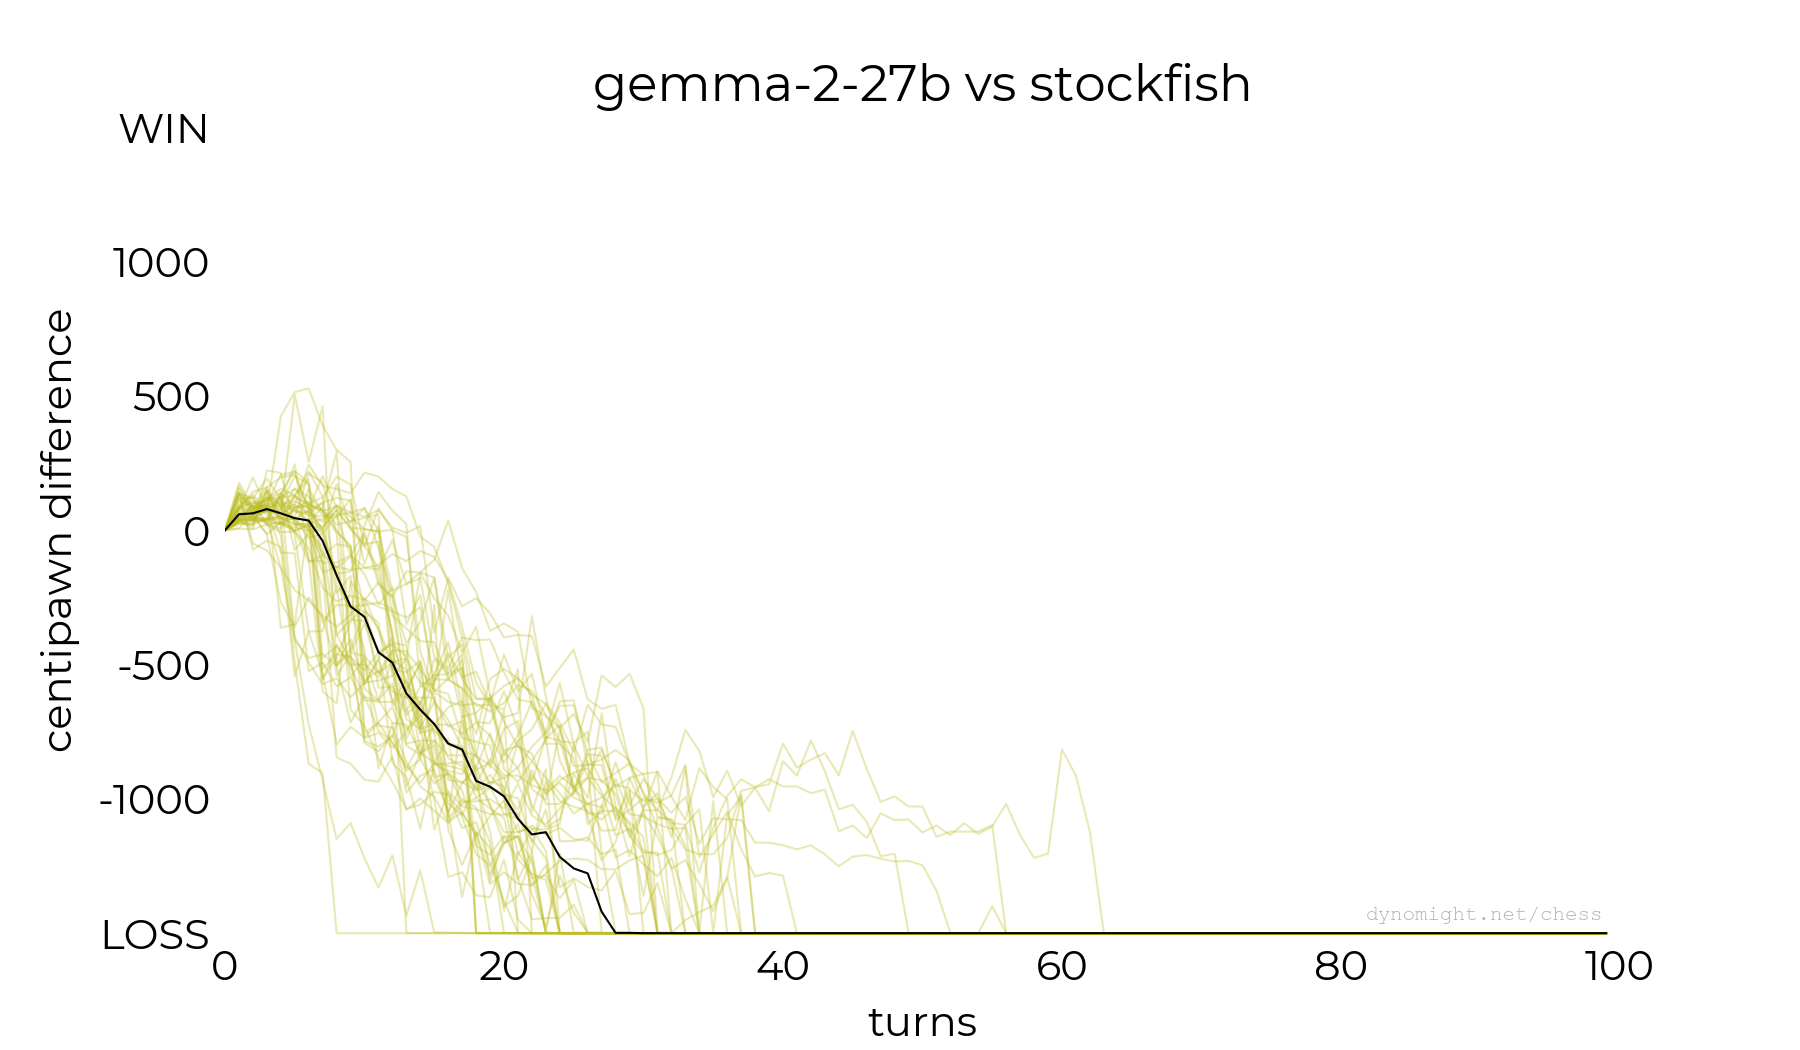 gemma-2-27b vs stockfish
WIN
1000
500
0
-500
-1000
LOSS
centipawn difference
dynomight.net/chess
0 20 40 60 80 100
turns